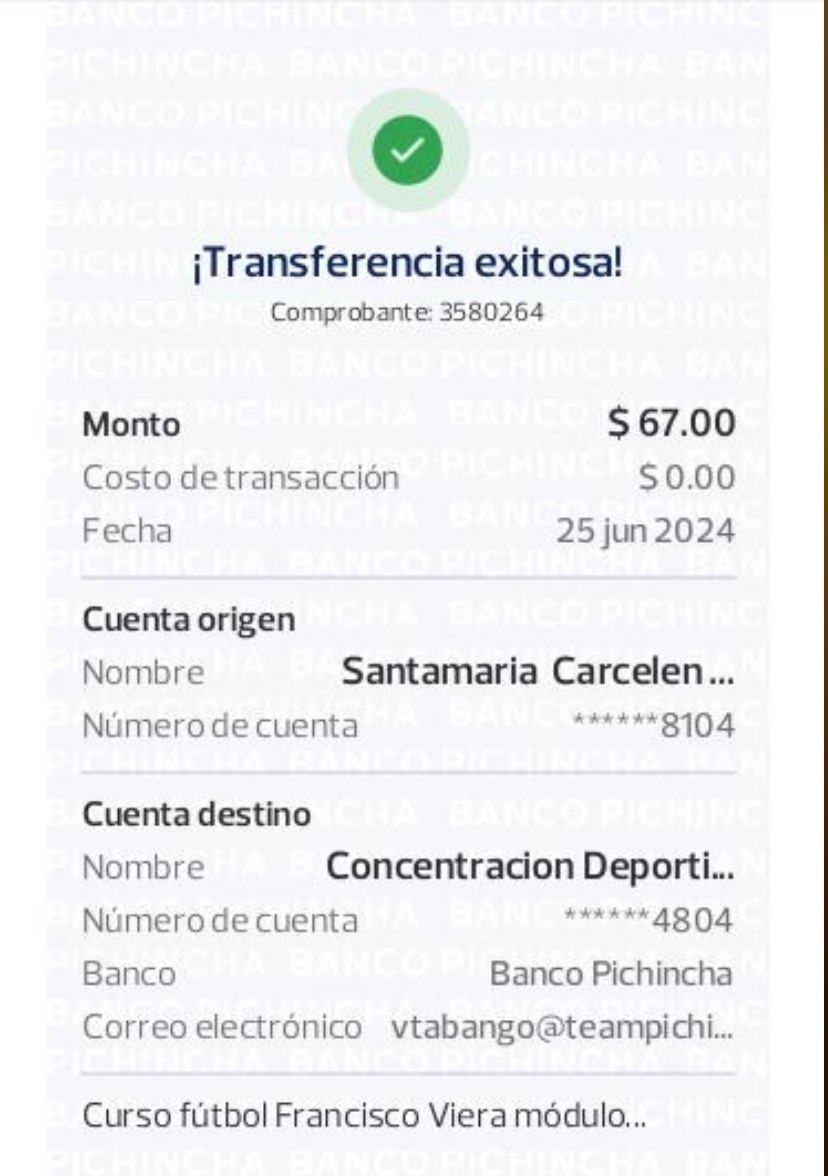 ¡Transferencia exitosa!
Comprobante: 3580264
Monto $ 67.00
Costo de transacción $ 0.00
Fecha 25 jun 2024
Cuenta origen
Nombre Santamaria Carcelen...
Número de cuenta ******8104
Cuenta destino
Nombre Concentracion Deporti...
Número de cuenta ******4804
Banco Banco Pichincha
Correo electrónico vtabango@teampichi...
Curso fútbol Francisco Viera módulo...